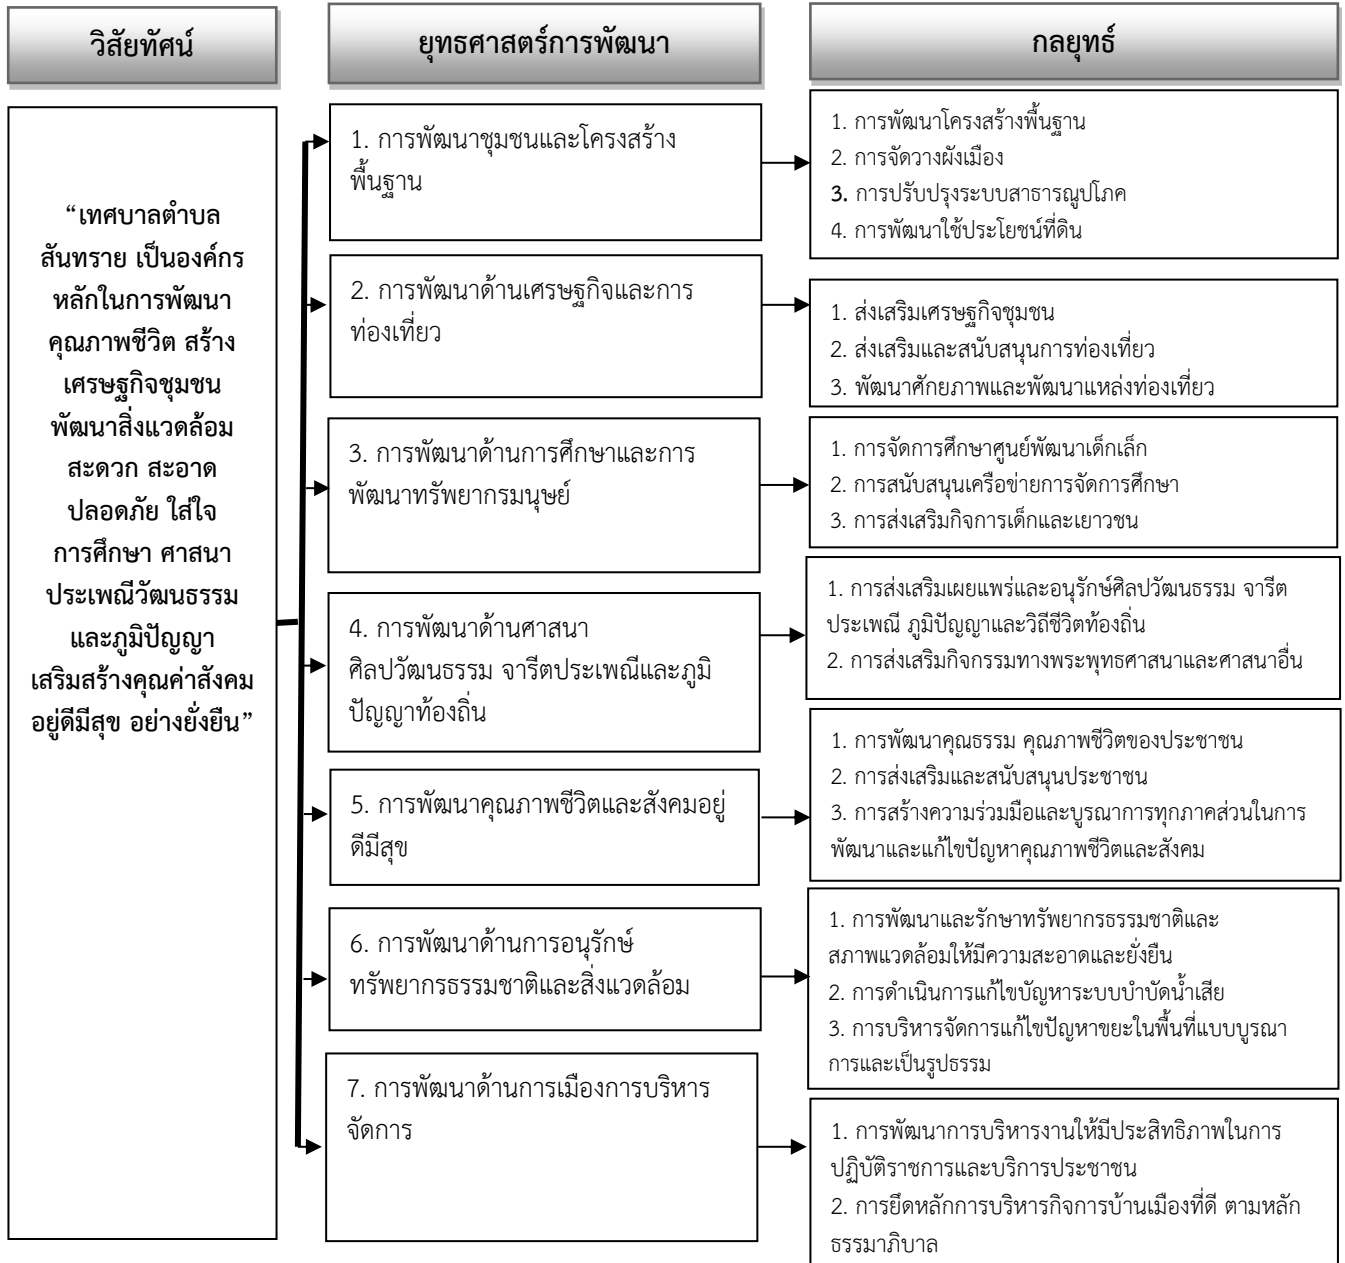 วิสัยทัศน์
ยุทธศาสตร์การพัฒนา
กลยุทธ์
“เทศบาลตำบล
สันทราย เป็นองค์กร
หลักในการพัฒนา
คุณภาพชีวิต สร้าง
เศรษฐกิจชุมชน
พัฒนาสิ่งแวดล้อม
สะดวก สะอาด
ปลอดภัย ใส่ใจ
การศึกษา ศาสนา
ประเพณีวัฒนธรรม
และภูมิปัญญา
เสริมสร้างคุณค่าสังคม
อยู่ดีมีสุข อย่างยั่งยืน”
1. การพัฒนาชุมชนและโครงสร้าง
พื้นฐาน
1. การพัฒนาโครงสร้างพื้นฐาน
2. การจัดวางผังเมือง
3. การปรับปรุงระบบสาธารณูปโภค
4. การพัฒนาใช้ประโยชน์ที่ดิน
2. การพัฒนาด้านเศรษฐกิจและการ
ท่องเที่ยว
1. ส่งเสริมเศรษฐกิจชุมชน
2. ส่งเสริมและสนับสนุนการท่องเที่ยว
3. พัฒนาศักยภาพและพัฒนาแหล่งท่องเที่ยว
3. การพัฒนาด้านการศึกษาและการ
พัฒนาทรัพยากรมนุษย์
1. การจัดการศึกษาศูนย์พัฒนาเด็กเล็ก
2. การสนับสนุนเครือข่ายการจัดการศึกษา
3. การส่งเสริมกิจการเด็กและเยาวชน
4. การพัฒนาด้านศาสนา
ศิลปวัฒนธรรม จารีตประเพณีและภูมิ
ปัญญาท้องถิ่น
1. การส่งเสริมเผยแพร่และอนุรักษ์ศิลปวัฒนธรรม จารีต
ประเพณี ภูมิปัญญาและวิถีชีวิตท้องถิ่น
2. การส่งเสริมกิจกรรมทางพระพุทธศาสนาและศาสนาอื่น
5. การพัฒนาคุณภาพชีวิตและสังคมอยู่
ดีมีสุข
1. การพัฒนาคุณธรรม คุณภาพชีวิตของประชาชน
2. การส่งเสริมและสนับสนุนประชาชน
3. การสร้างความร่วมมือและบูรณาการทุกภาคส่วนในการ
พัฒนาและแก้ไขปัญหาคุณภาพชีวิตและสังคม
6. การพัฒนาด้านการอนุรักษ์
ทรัพยากรธรรมชาติและสิ่งแวดล้อม
1. การพัฒนาและรักษาทรัพยากรธรรมชาติและ
สภาพแวดล้อมให้มีความสะอาดและยั่งยืน
2. การดำเนินการแก้ไขบัญหาระบบบำบัดน้ำเสีย
3. การบริหารจัดการแก้ไขปัญหาขยะในพื้นที่แบบบูรณา
การและเป็นรูปธรรม
7. การพัฒนาด้านการเมืองการบริหาร
จัดการ
1. การพัฒนาการบริหารงานให้มีประสิทธิภาพในการ
ปฏิบัติราชการและบริการประชาชน
2. การยึดหลักการบริหารกิจการบ้านเมืองที่ดี ตามหลัก
ธรรมาภิบาล